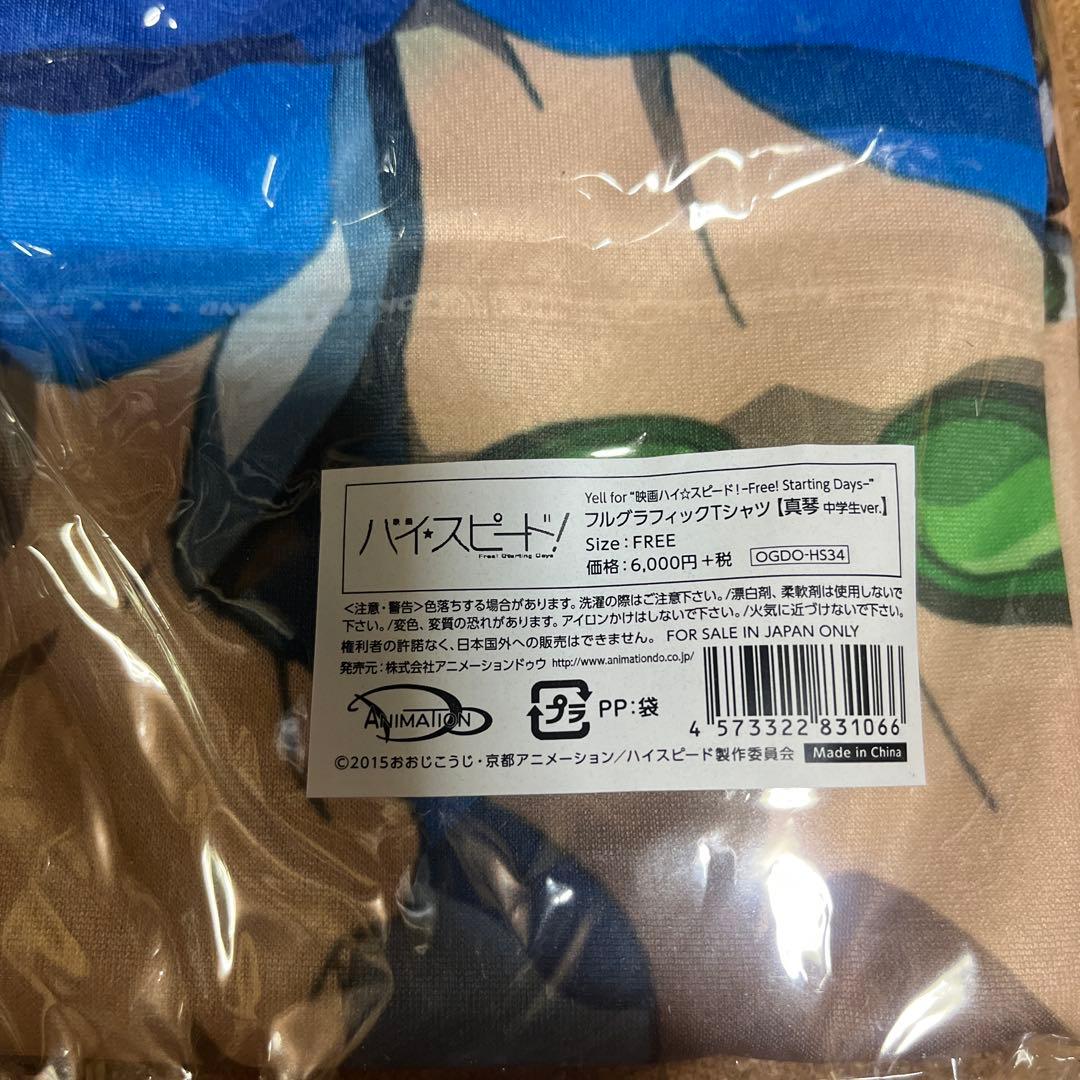 映画
ハイ☆スピード!
Free! Starting Days
Yell for “映画ハイ☆スピード!-Free! Starting Days-”
フルグラフィックTシャツ【真琴 中学生ver.】
Size:FREE
価格:6,000円+税 OGDO-HS34
<注意・警告>色落ちする場合があります。洗濯の際はご注意下さい。/漂白剤、柔軟剤は使用しないで
下さい。/変色、変質の恐れがあります。アイロンかけはしないで下さい。/火気に近づけないで下さい。
権利者の許諾なく、日本国外への販売はできません。 FOR SALE IN JAPAN ONLY
発売元:株式会社アニメーションドゥウ http://www.animationdo.co.jp/
ANIMATION DO
プラ PP:袋
4 573322 831066
©2015おおじこうじ・京都アニメーション/ハイスピード製作委員会 Made in China